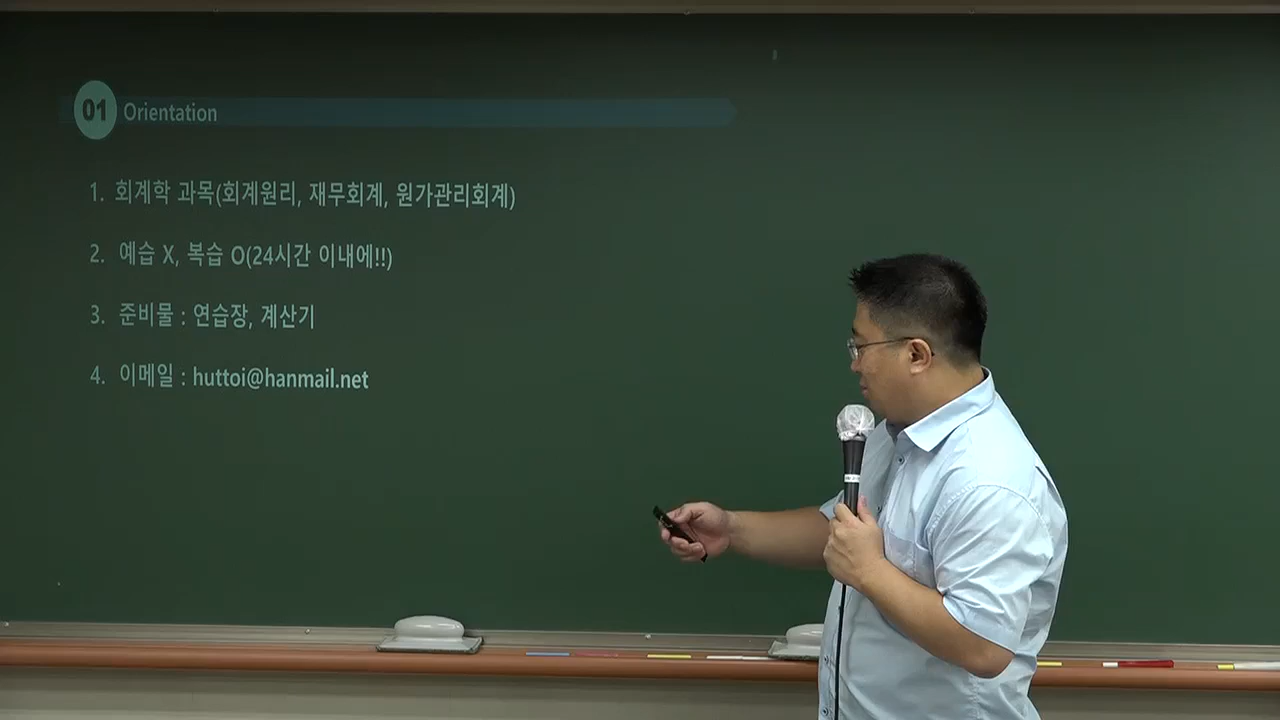 01 Orientation
1. 회계학 과목(회계원리, 재무회계, 원가관리회계)
2. 예습 X, 복습 O(24시간 이내에!!)
3. 준비물 : 연습장, 계산기
4. 이메일 : huttoi@hanmail.net